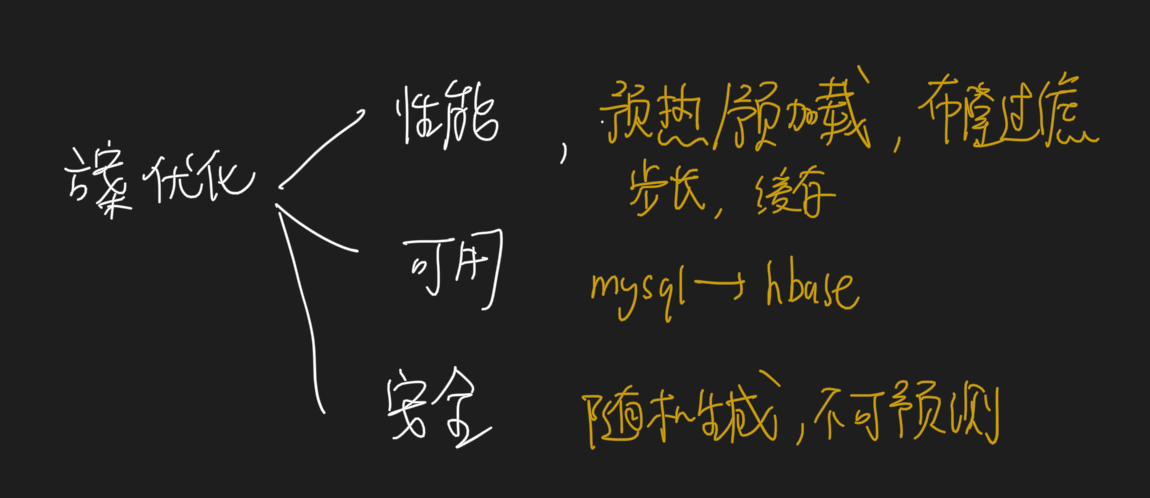 方案优化
性能，预热/预加载，布隆过滤
步长，缓存
可用 mysql→hbase
安全 随机生成，不可预测